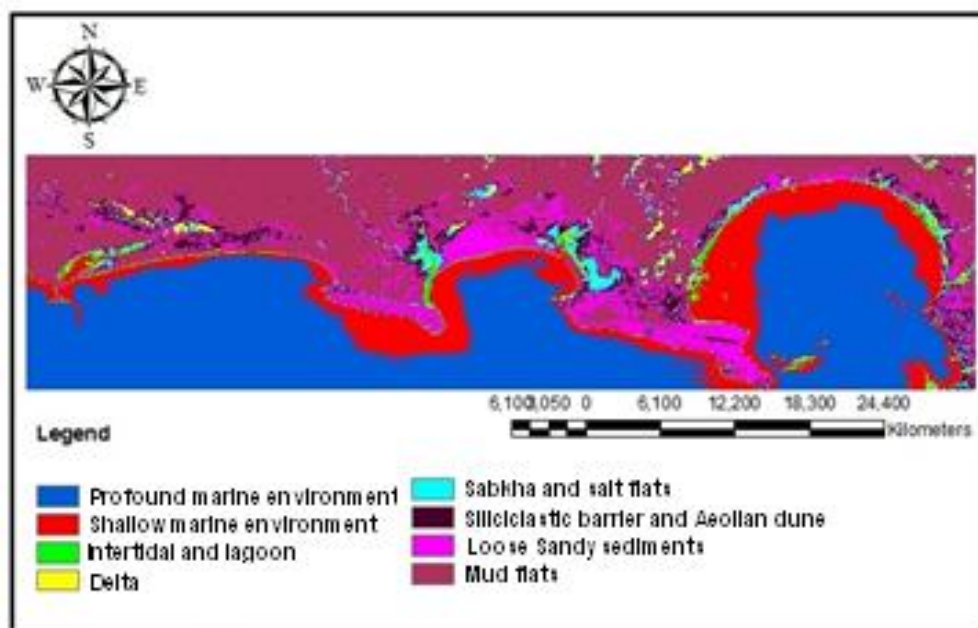 N
W E
S
6,100 3,050 0 6,100 12,200 18,300 24,400
Kilometers
Legend
Profound marine environment
Shallow marine environment
Intertidal and lagoon
Delta
Sabkha and salt flats
Siliciclastic barrier and Aeolian dune
Loose Sandy sediments
Mud flats